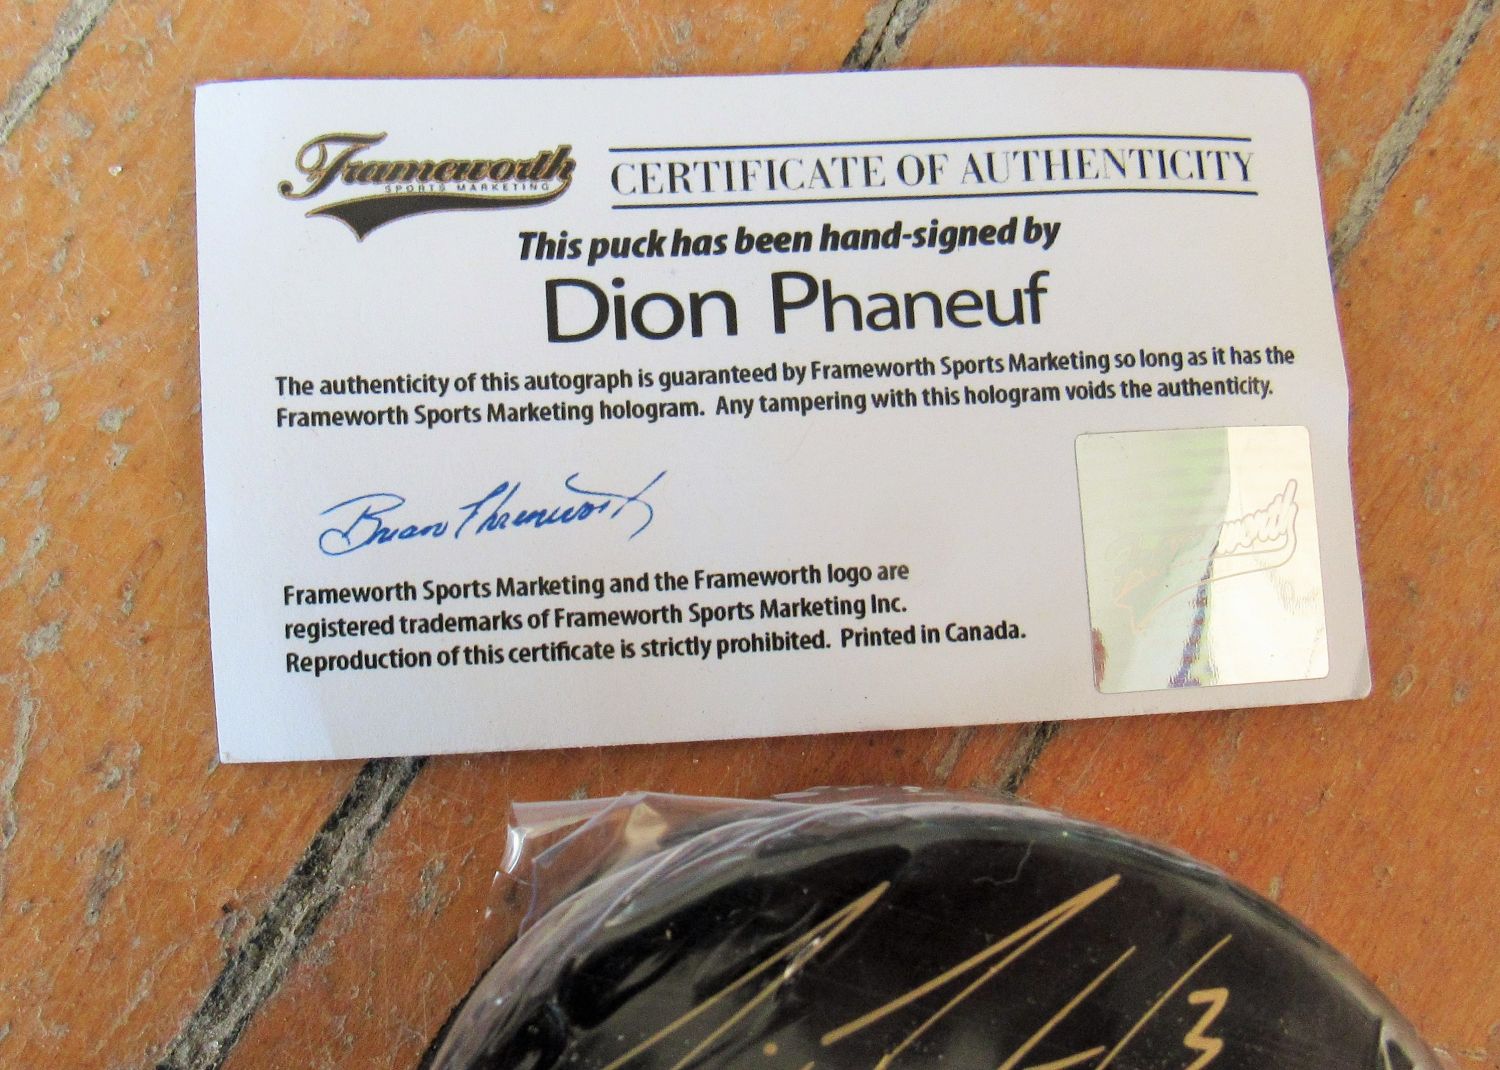 Frameworth
SPORTS MARKETING
CERTIFICATE OF AUTHENTICITY
This puck has been hand-signed by
Dion Phaneuf
The authenticity of this autograph is guaranteed by Frameworth Sports Marketing so long as it has the
Frameworth Sports Marketing hologram. Any tampering with this hologram voids the authenticity.
Brian
Frameworth Sports Marketing and the Frameworth logo are
registered trademarks of Frameworth Sports Marketing Inc.
Reproduction of this certificate is strictly prohibited. Printed in Canada.
3